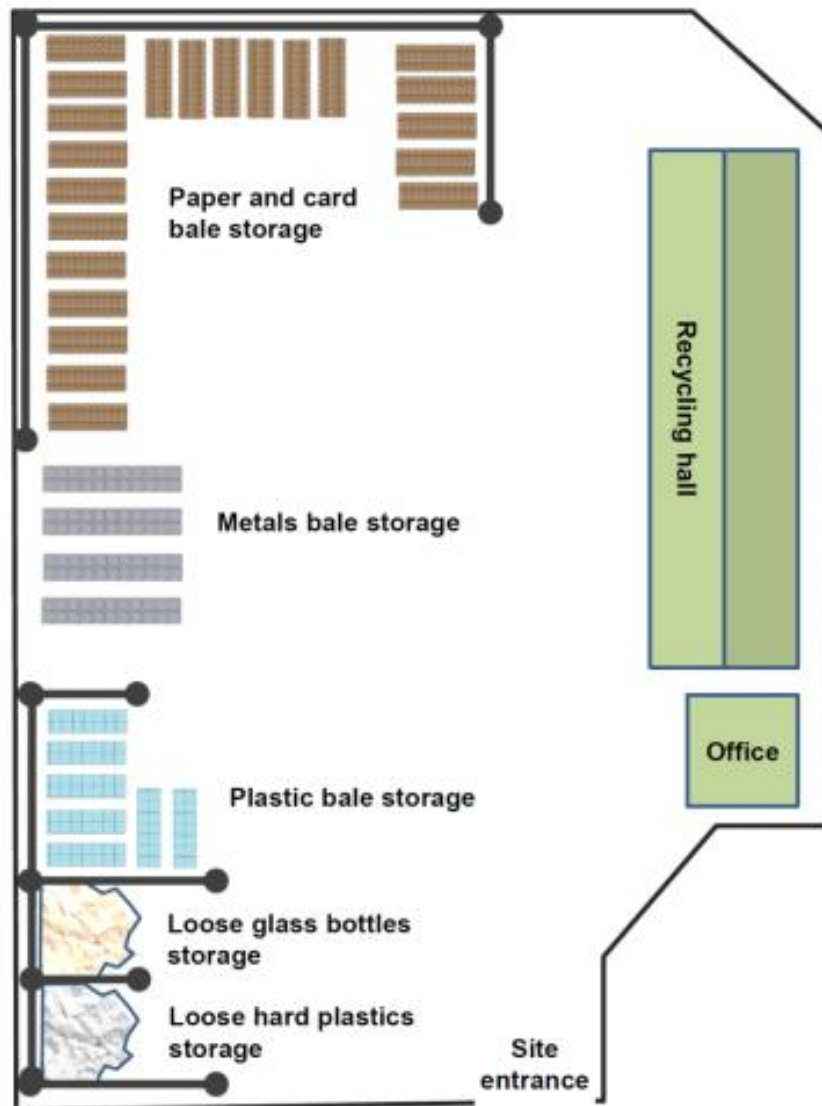 Paper and card
bale storage
Recycling hall
Metals bale storage
Office
Plastic bale storage
Loose glass bottles
storage
Loose hard plastics
storage
Site
entrance